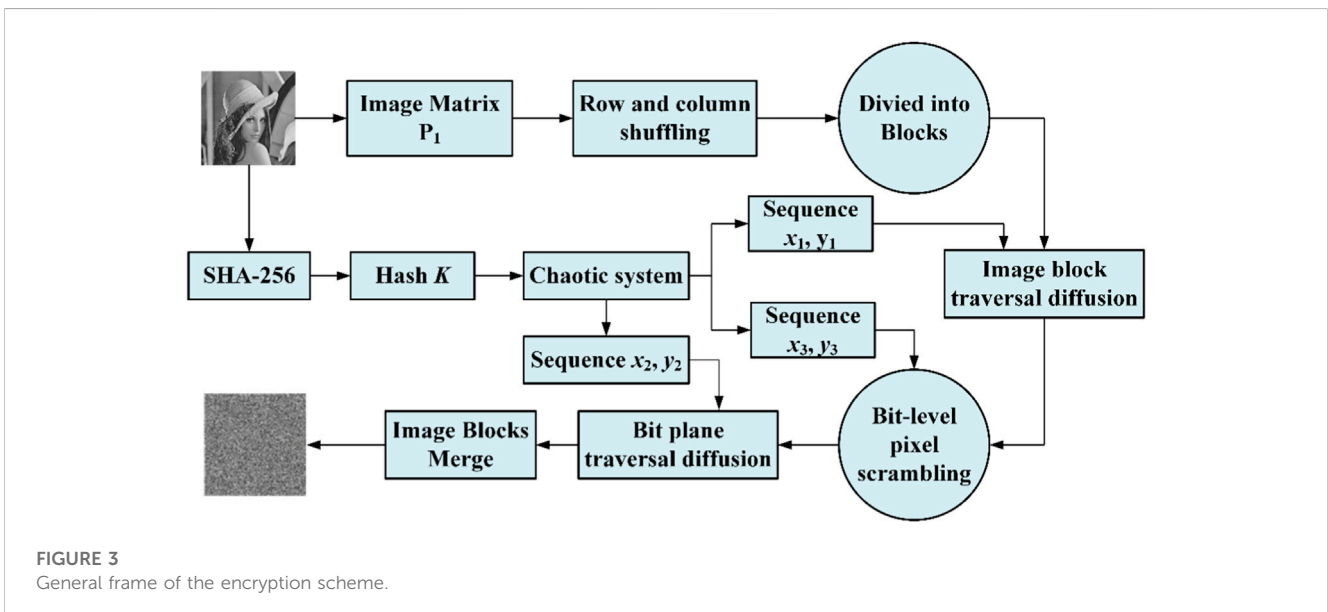 Image Matrix
P₁
Row and column
shuffling
Divied into
Blocks
Sequence
x₁, y₁
SHA-256
Hash K
Chaotic system
Image block
traversal diffusion
Sequence
x₃, y₃
Sequence x₂, y₂
Image Blocks
Merge
Bit plane
traversal diffusion
Bit-level
pixel
scrambling
FIGURE 3
General frame of the encryption scheme.